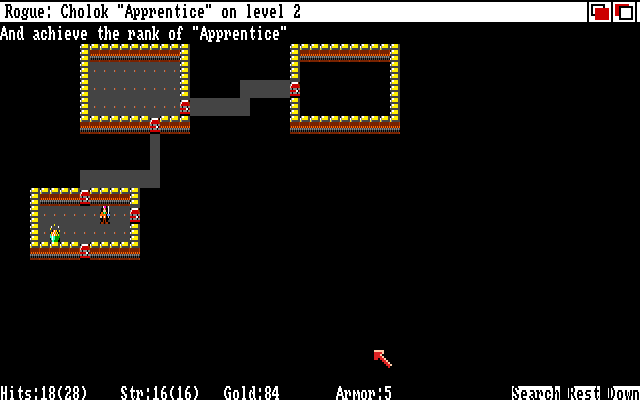 Rogue: Cholok "Apprentice" on level 2
And achieve the rank of "Apprentice"
Hits:18(28) Str:16(16) Gold:84 Armor:5 Search Rest Down